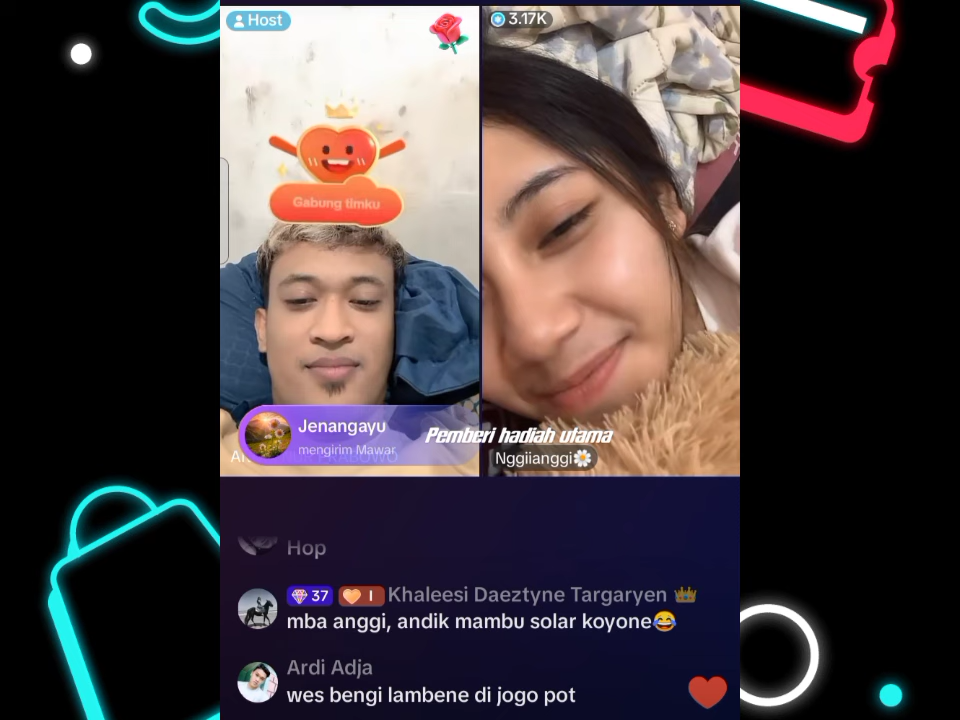 Host
3.17K
Gabung timku
Jenangayu
mengirim Mawar
Pemberi hadiah utama
Nggiianggi
Hop
37 I Khaleesi Daeztyne Targaryen
mba anggi, andik mambu solar koyone
Ardi Adja
wes bengi lambene di jogo pot